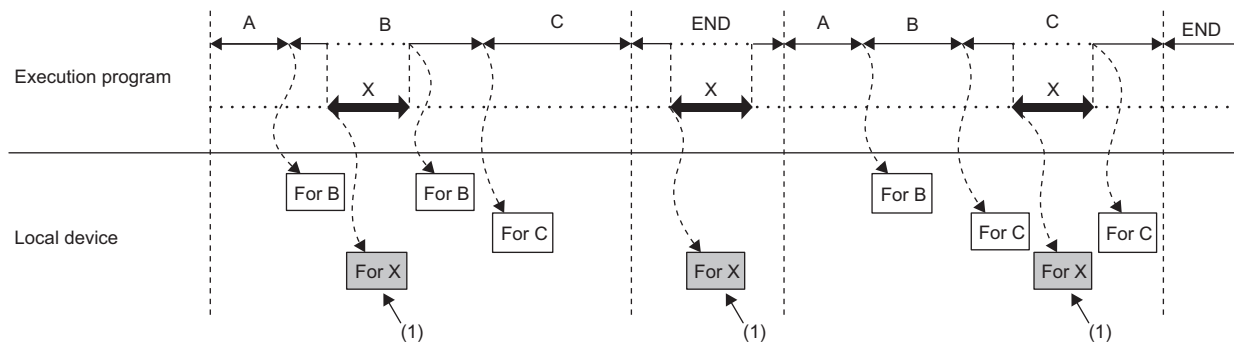 A B C END A B C END
Execution program
X X X
For B For B For B
For C For C For C
Local device
For X For X For X
(1) (1) (1)